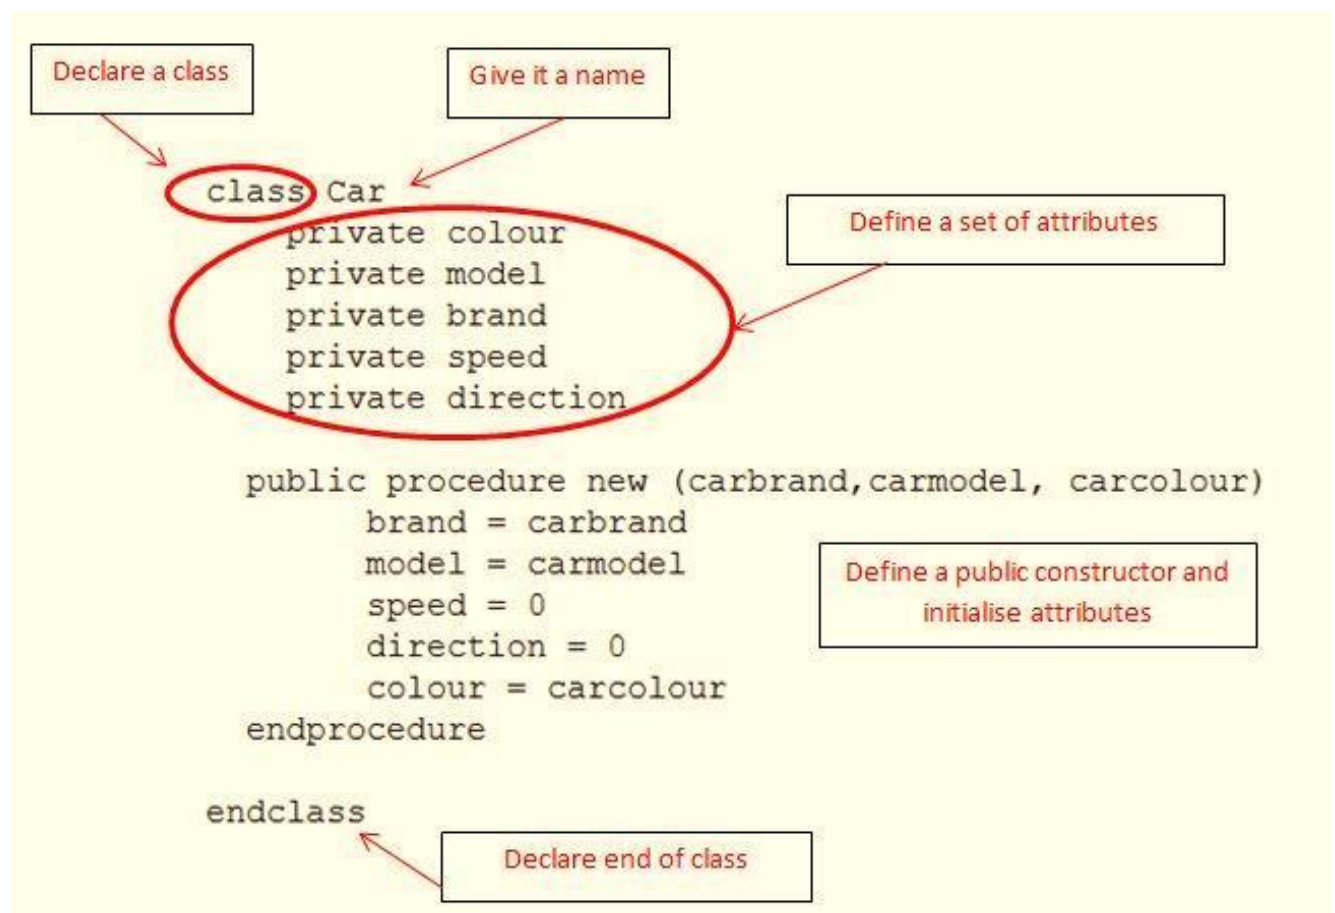 Declare a class
Give it a name
class Car
Define a set of attributes
private colour
private model
private brand
private speed
private direction
public procedure new (carbrand,carmodel, carcolour)
brand = carbrand
model = carmodel
speed = 0
direction = 0
colour = carcolour
Define a public constructor and
initialise attributes
endprocedure
endclass
Declare end of class